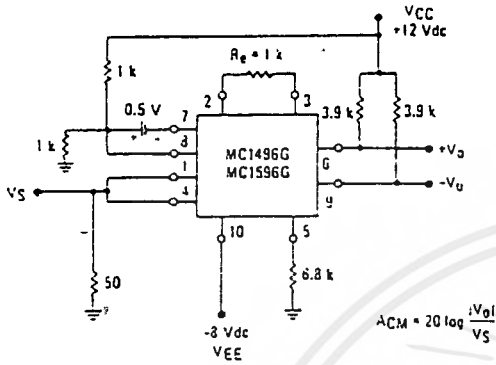 VCC
+12 Vdc
Re = 1 k
1 k
2
3
3.9 k
3.9 k
0.5 V
+ -
7
1 k
8
MC1496G
MC1596G
6
+Vo
1
VS
4
9
-Vo
10
5
50
6.8 k
-8 Vdc
VEE
ACM = 20 log |Vo| / VS